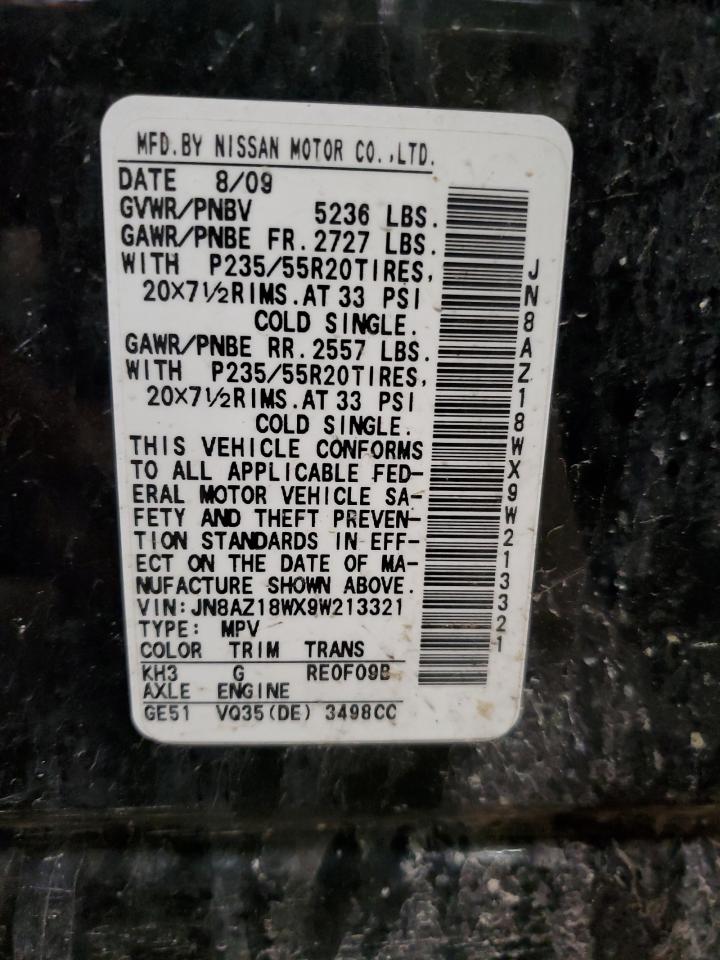 MFD.BY NISSAN MOTOR CO.,LTD.
DATE 8/09
GVWR/PNBV 5236 LBS.
GAWR/PNBE FR.2727 LBS.
WITH P235/55R20TIRES,
20X7½RIMS.AT 33 PSI
COLD SINGLE.
GAWR/PNBE RR.2557 LBS.
WITH P235/55R20TIRES,
20X7½RIMS.AT 33 PSI
COLD SINGLE.
THIS VEHICLE CONFORMS
TO ALL APPLICABLE FED-
ERAL MOTOR VEHICLE SA-
FETY AND THEFT PREVEN-
TION STANDARDS IN EFF-
ECT ON THE DATE OF MA-
NUFACTURE SHOWN ABOVE.
VIN:JN8AZ18WX9W213321
TYPE: MPV
COLOR TRIM TRANS
KH3 G RE0F09B
AXLE ENGINE
GE51 VQ35(DE) 3498CC
JN8AZ18WX9W213321